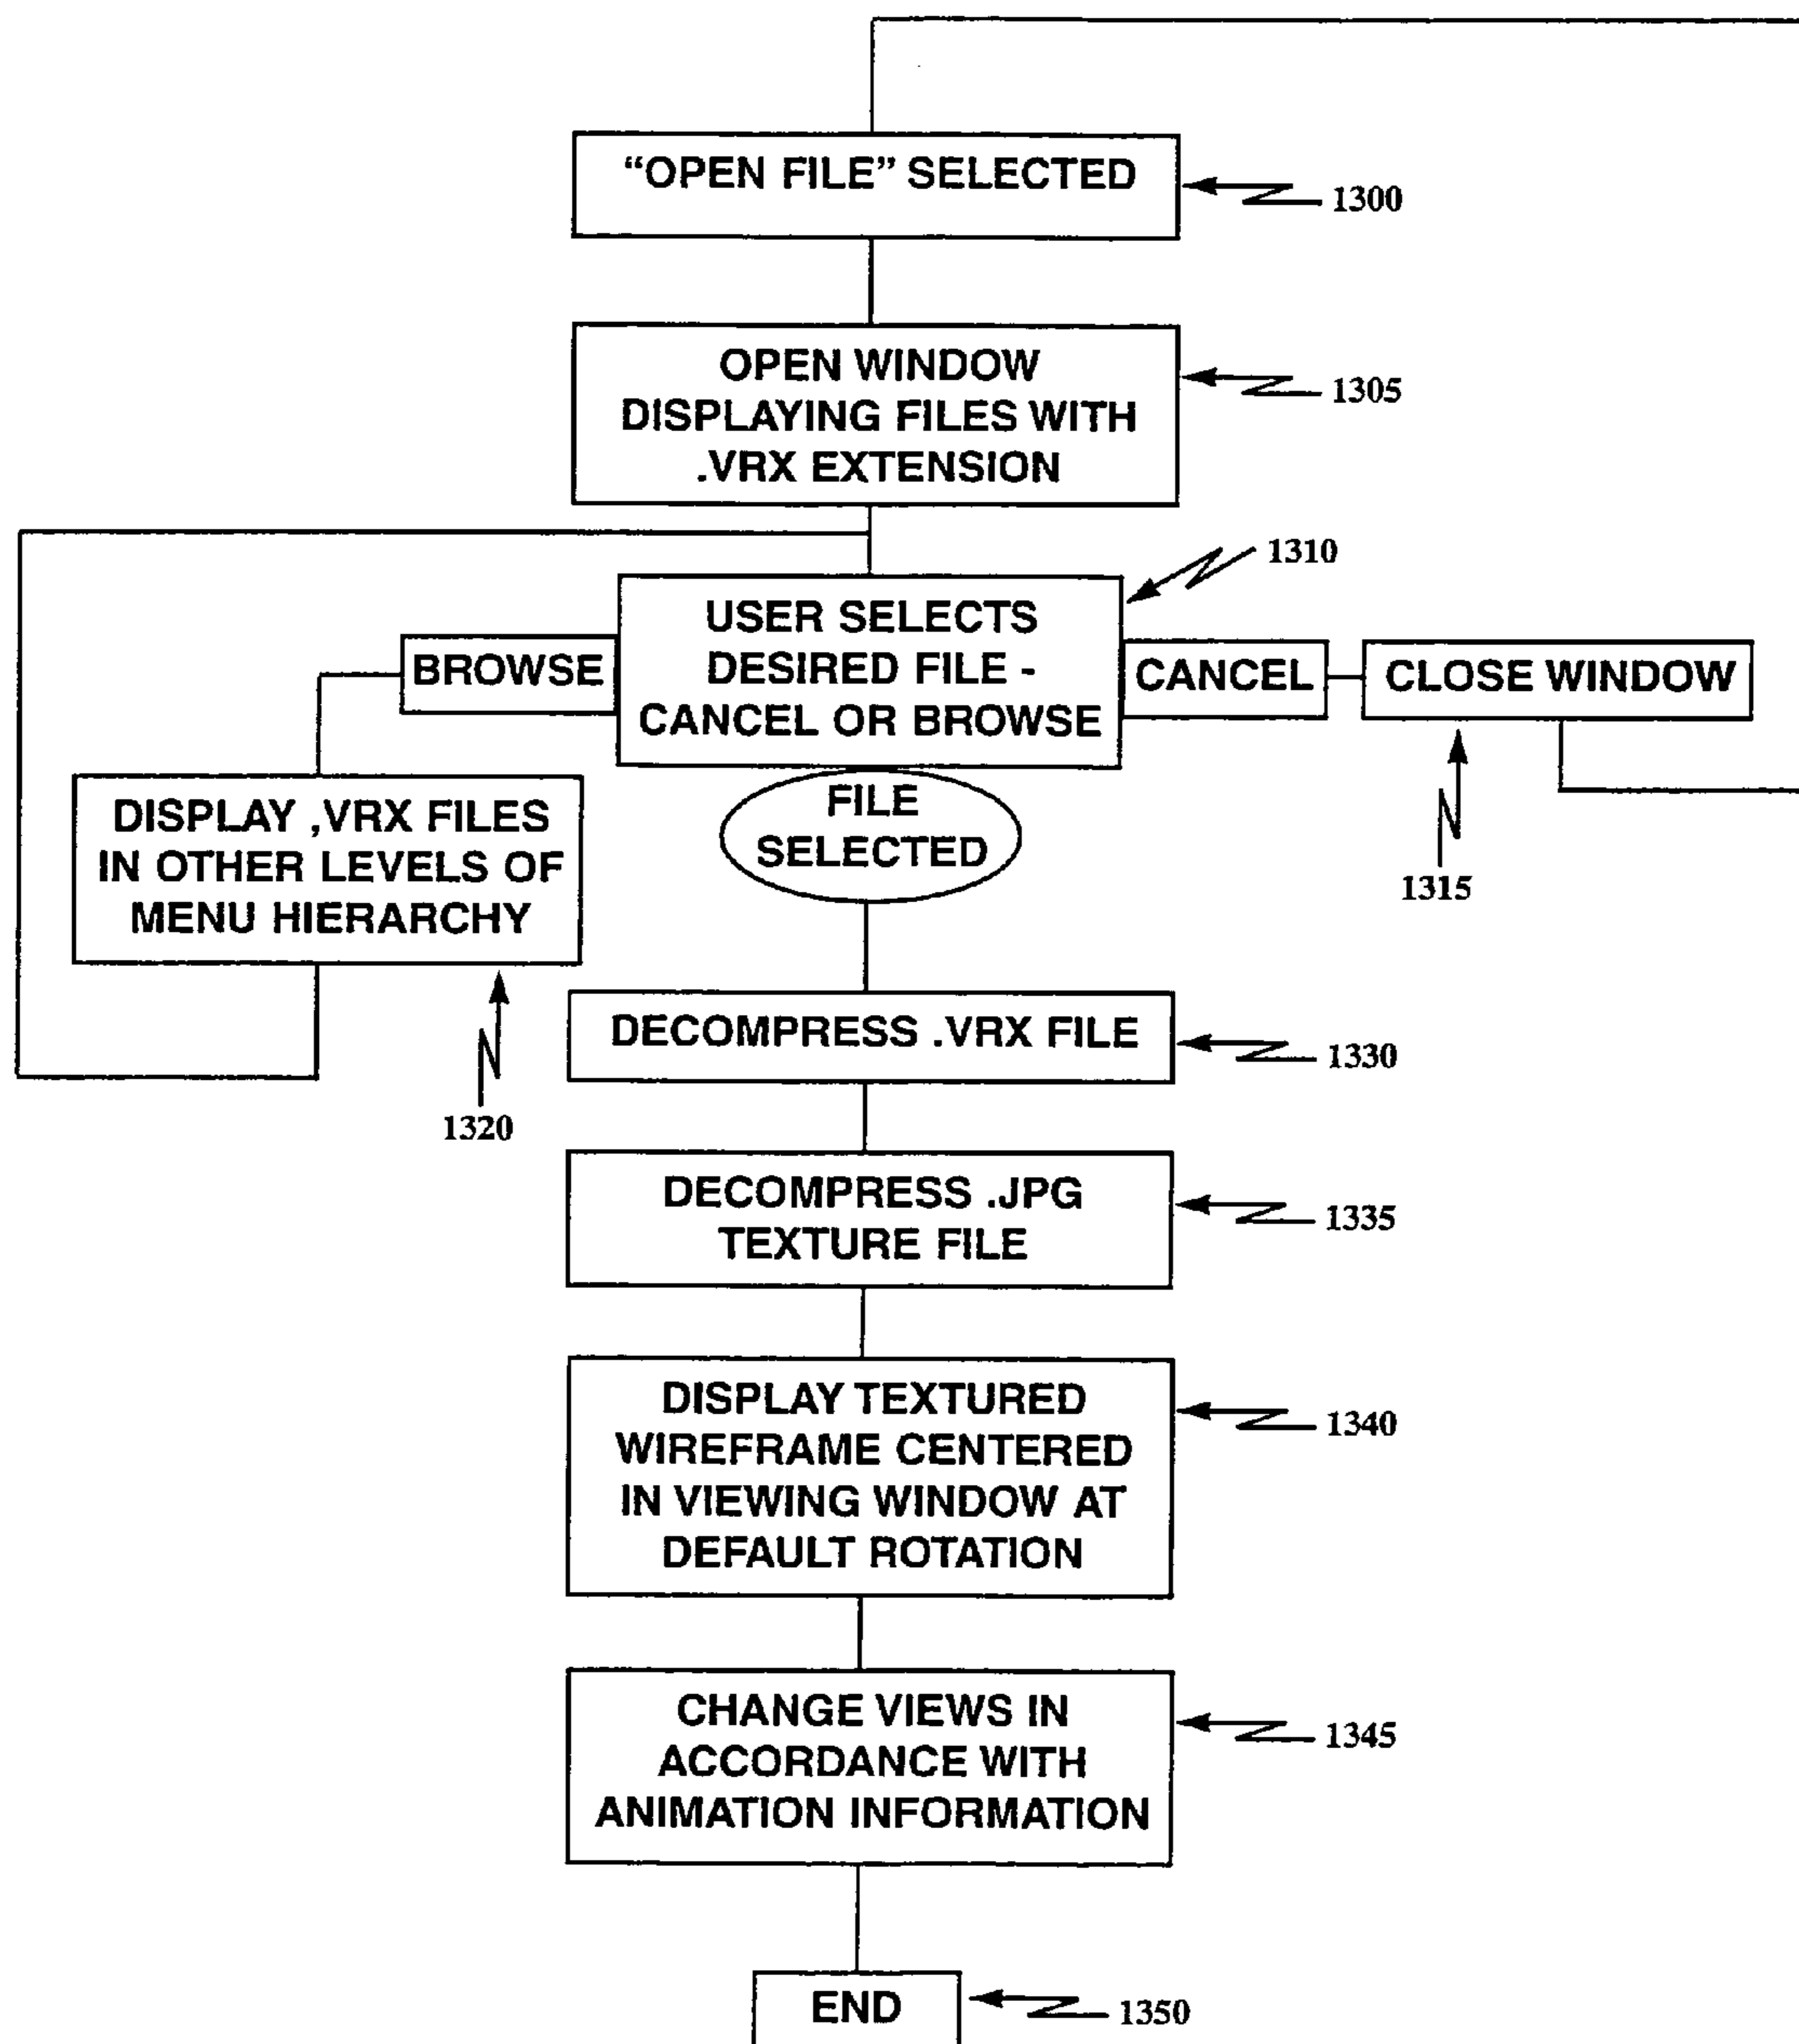 “OPEN FILE” SELECTED
1300
OPEN WINDOW
DISPLAYING FILES WITH
.VRX EXTENSION
1305
1310
USER SELECTS
DESIRED FILE -
CANCEL OR BROWSE
BROWSE
CANCEL
CLOSE WINDOW
1315
FILE
SELECTED
DISPLAY ,VRX FILES
IN OTHER LEVELS OF
MENU HIERARCHY
1320
DECOMPRESS .VRX FILE
1330
DECOMPRESS .JPG
TEXTURE FILE
1335
DISPLAY TEXTURED
WIREFRAME CENTERED
IN VIEWING WINDOW AT
DEFAULT ROTATION
1340
CHANGE VIEWS IN
ACCORDANCE WITH
ANIMATION INFORMATION
1345
END
1350